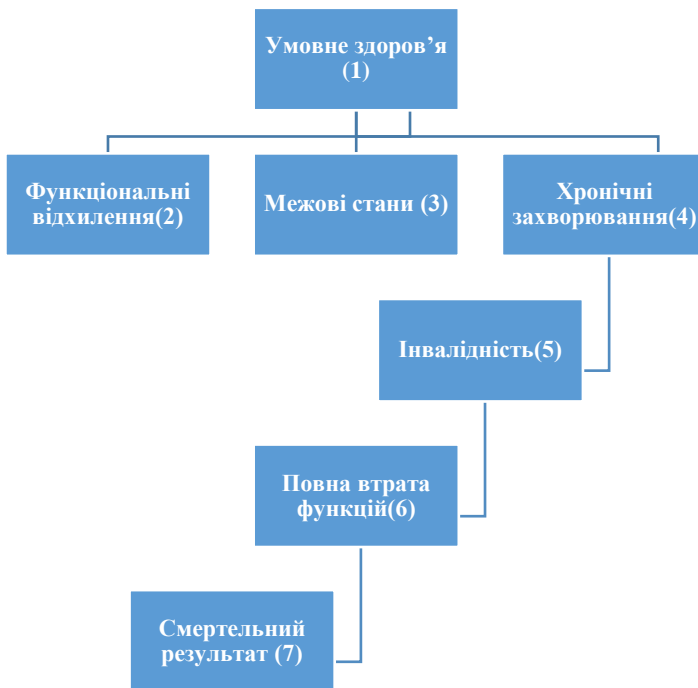 Умовне здоров’я
(1)
Функціональні
відхилення(2)
Межові стани (3)
Хронічні
захворювання(4)
Інвалідність(5)
Повна втрата
функцій(6)
Смертельний
результат (7)